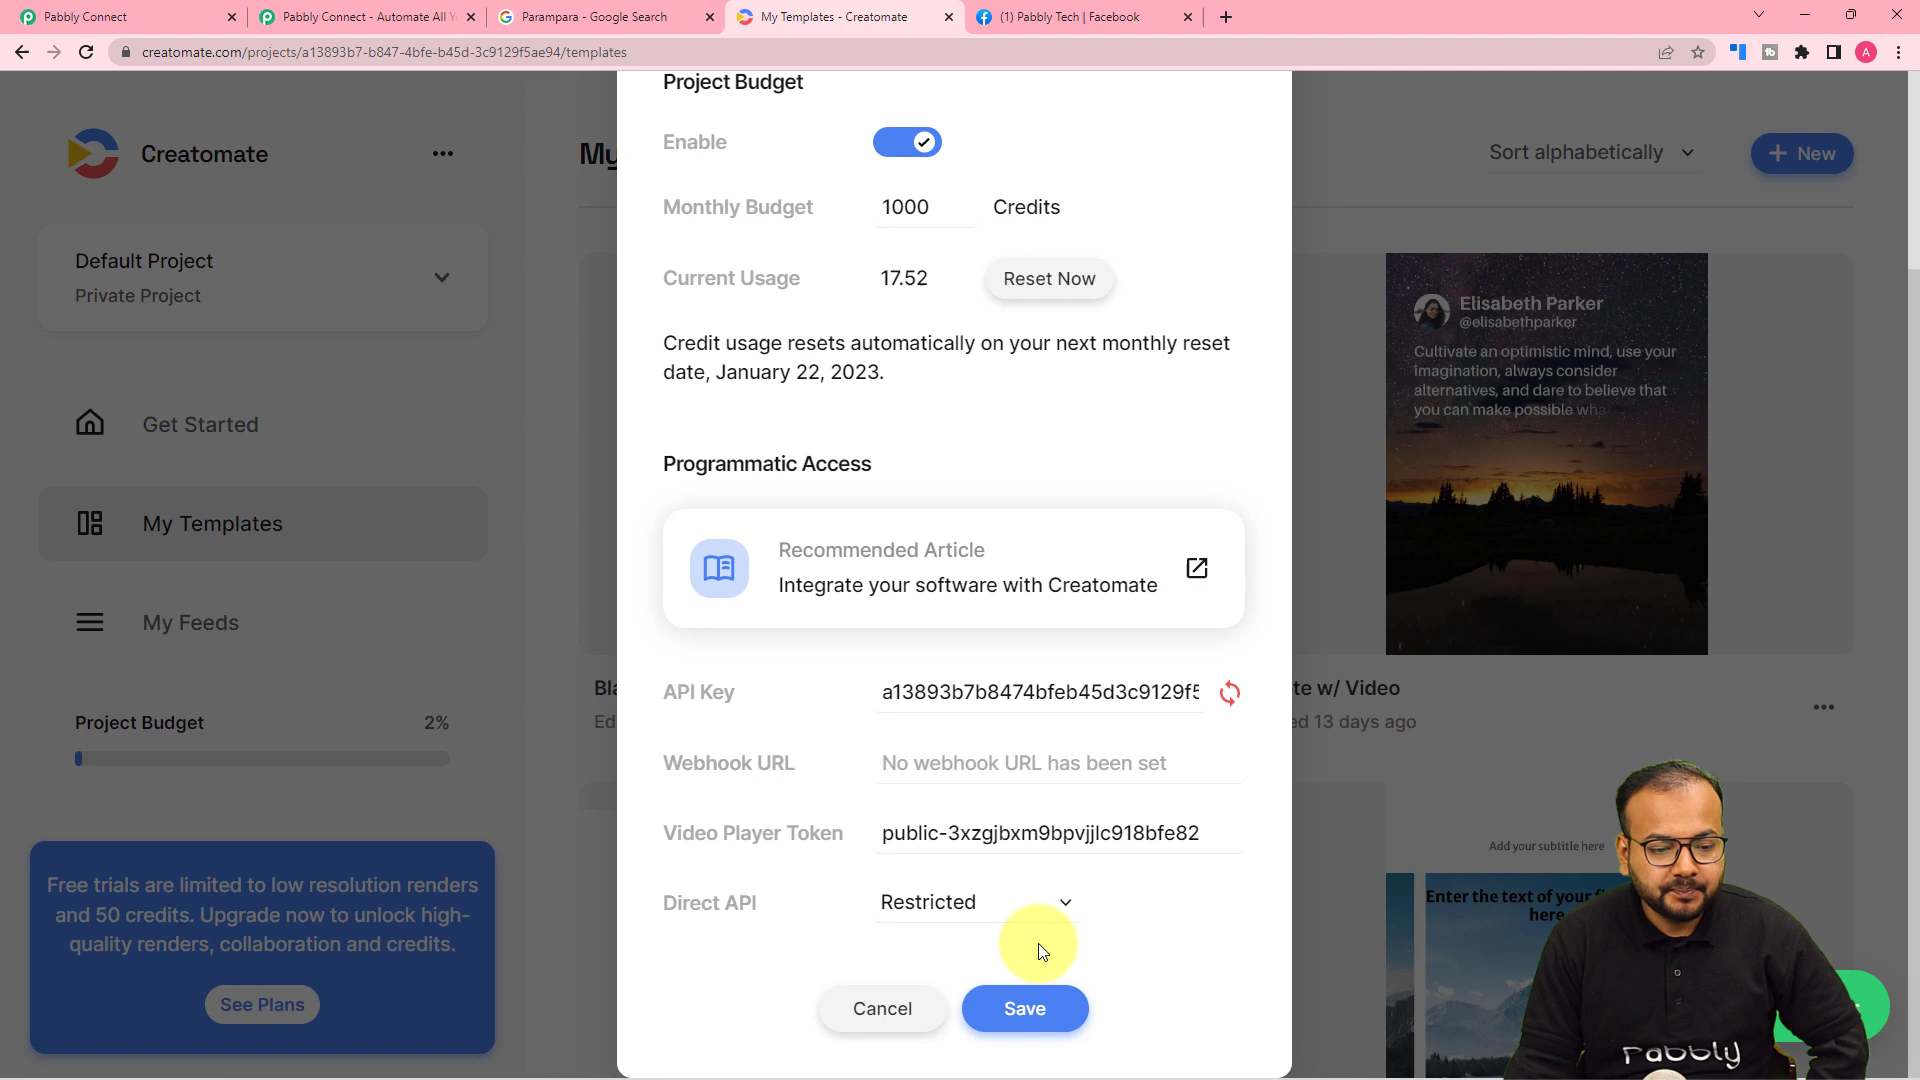 Pabbly Connect
Pabbly Connect - Automate All Y
Parampara - Google Search
My Templates - Creatomate
(1) Pabbly Tech | Facebook
creatomate.com/projects/a13893b7-b847-4bfe-b45d-3c9129f5ae94/templates
A
Creatomate
Default Project
Private Project
Get Started
My Templates
My Feeds
Project Budget 2%
Free trials are limited to low resolution renders
and 50 credits. Upgrade now to unlock high-
quality renders, collaboration and credits.
See Plans
My
Sort alphabetically
New
Project Budget
Enable
Monthly Budget 1000 Credits
Current Usage 17.52 Reset Now
Credit usage resets automatically on your next monthly reset
date, January 22, 2023.
Programmatic Access
Recommended Article
Integrate your software with Creatomate
API Key a13893b7b8474bfeb45d3c9129f5
Webhook URL No webhook URL has been set
Video Player Token public-3xzgjbxm9bpvjjlc918bfe82
Direct API Restricted
Cancel Save
Elisabeth Parker
@elisabethparker
Cultivate an optimistic mind, use your
imagination, always consider
alternatives, and dare to believe that
you can make possible wha
Bla
Ed
te w/ Video
ed 13 days ago
Add your subtitle here
Enter the text of your fi
here
Pabbly